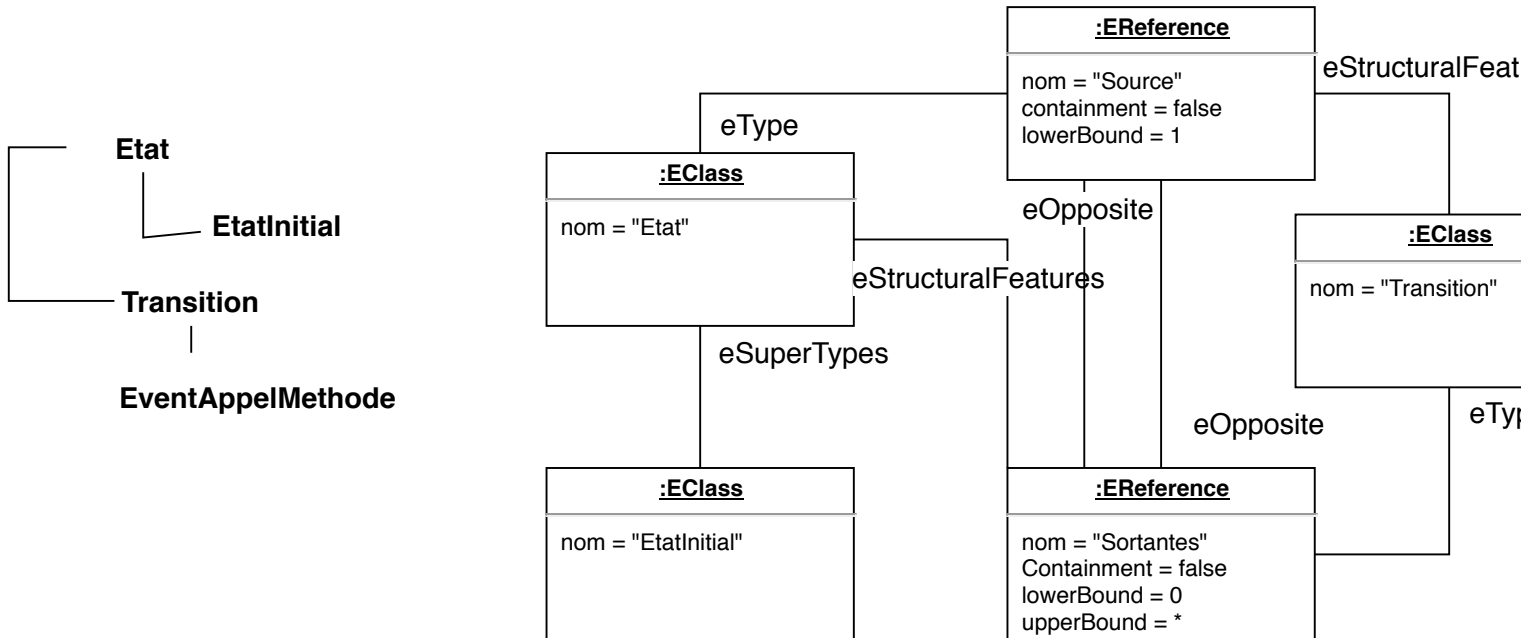 Etat
EtatInitial
Transition
EventAppelMethode
:EReference
nom = "Source"
containment = false
lowerBound = 1
eStructuralFeat
eType
:EClass
nom = "Etat"
eOpposite
:EClass
nom = "Transition"
eStructuralFeatures
eSuperTypes
eOpposite
eTyp
:EClass
nom = "EtatInitial"
:EReference
nom = "Sortantes"
Containment = false
lowerBound = 0
upperBound = *